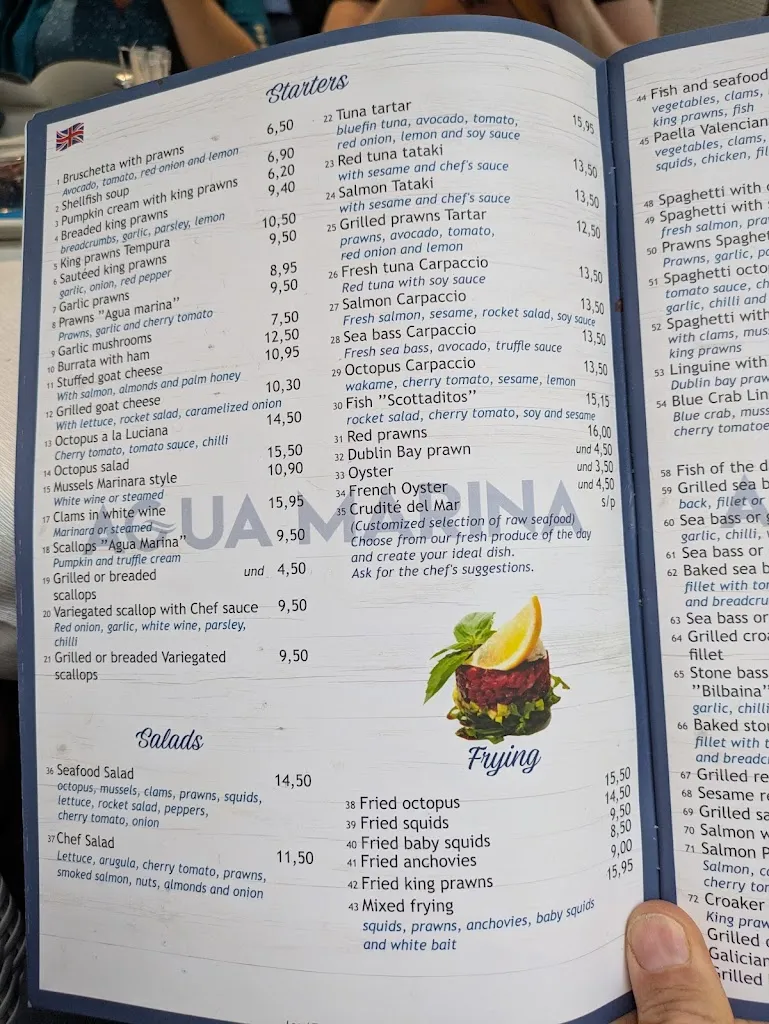 Starters
1 Bruschetta with prawns 6,50
Avocado, tomato, red onion and lemon
2 Shellfish soup 6,90
3 Pumpkin cream with king prawns 6,20
4 Breaded king prawns 9,40
breadcrumbs, garlic, parsley, lemon
5 King prawns Tempura 10,50
6 Sautéed king prawns 9,50
garlic, onion, red pepper
7 Garlic prawns 8,95
8 Prawns "Agua marina" 9,50
Prawns, garlic and cherry tomato
9 Garlic mushrooms 7,50
10 Burrata with ham 12,50
11 Stuffed goat cheese 10,95
With salmon, almonds and palm honey
12 Grilled goat cheese 10,30
With lettuce, rocket salad, caramelized onion
13 Octopus a la Luciana 14,50
Cherry tomato, tomato sauce, chilli
14 Octopus salad 15,50
15 Mussels Marinara style 10,90
White wine or steamed
17 Clams in white wine 15,95
Marinard or steamed
18 Scallops "Agua Marina" 9,50
Pumpkin and truffle cream
19 Grilled or breaded und 4,50
scallops
20 Variegated scallop with Chef sauce 9,50
Red onion, garlic, white wine, parsley,
chilli
21 Grilled or breaded Variegated 9,50
scallops
22 Tuna tartar 15,95
bluefin tuna, avocado, tomato,
red onion, lemon and soy sauce
23 Red tuna tataki 13,50
with sesame and chef's sauce
24 Salmon Tataki 13,50
with sesame and chef's sauce
25 Grilled prawns Tartar 12,50
prawns, avocado, tomato,
red onion and lemon
26 Fresh tuna Carpaccio 13,50
Red tuna with soy sauce
27 Salmon Carpaccio 13,50
Fresh salmon, sesame, rocket salad, soy sauce
28 Sea bass Carpaccio 13,50
Fresh sea bass, avocado, truffle sauce
29 Octopus Carpaccio 13,50
wakame, cherry tomato, sesame, lemon
30 Fish "Scottaditos" 15,15
rocket salad, cherry tomato, soy and sesame
31 Red prawns 16,00
32 Dublin Bay prawn und 4,50
33 Oyster und 3,50
34 French Oyster und 4,50
35 Crudité del Mar s/p
(Customized selection of raw seafood)
Choose from our fresh produce of the day
and create your ideal dish.
Ask for the chef's suggestions.
AGUA MARINA
Salads
36 Seafood Salad 14,50
octopus, mussels, clams, prawns, squids,
lettuce, rocket salad, peppers,
cherry tomato, onion
37 Chef Salad 11,50
Lettuce, arugula, cherry tomato, prawns,
smoked salmon, nuts, almonds and onion
Frying
38 Fried octopus 15,50
39 Fried squids 14,50
40 Fried baby squids 9,50
41 Fried anchovies 8,50
42 Fried king prawns 9,00
43 Mixed frying 15,95
squids, prawns, anchovies, baby squids
and white bait
44 Fish and seafood
vegetables, clams,
king prawns, fish
45 Paella Valencian
vegetables, clams,
squids, chicken,
48 Spaghetti with
49 Spaghetti with
fresh salmon,
50 Prawns
Prawns, garlic,
51 Spaghetti
tomato sauce,
garlic, chilli and
52 Spaghetti with
with clams,
king prawns
53 Linguine with
Dublin bay
54 Blue Crab
Blue crab,
cherry
58 Fish of the
59 Grilled sea
back, fillet or
60 Sea bass or
garlic, chilli,
61 Sea bass or
62 Baked sea
fillet with
and
63 Sea bass or
64 Grilled
fillet
65 Stone bass
"Bilbaina"
garlic,
66 Baked
fillet with
and
67 Grilled
68 Sesame
69 Grilled
70 Salmon
71 Salmon
Salmon,
cherry
72 Croaker
King
Grilled
Galician